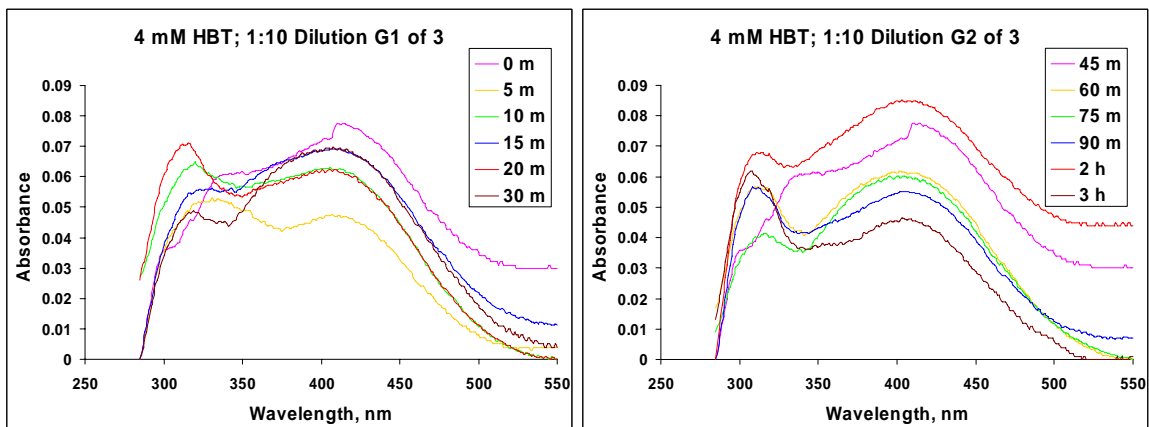 4 mM HBT; 1:10 Dilution G1 of 3
0 m
5 m
10 m
15 m
20 m
30 m
0.09
0.08
0.07
0.06
0.05
0.04
0.03
0.02
0.01
0
Absorbance
250
300
350
400
450
500
550
Wavelength, nm
4 mM HBT; 1:10 Dilution G2 of 3
45 m
60 m
75 m
90 m
2 h
3 h
0.09
0.08
0.07
0.06
0.05
0.04
0.03
0.02
0.01
0
Absorbance
250
300
350
400
450
500
550
Wavelength, nm